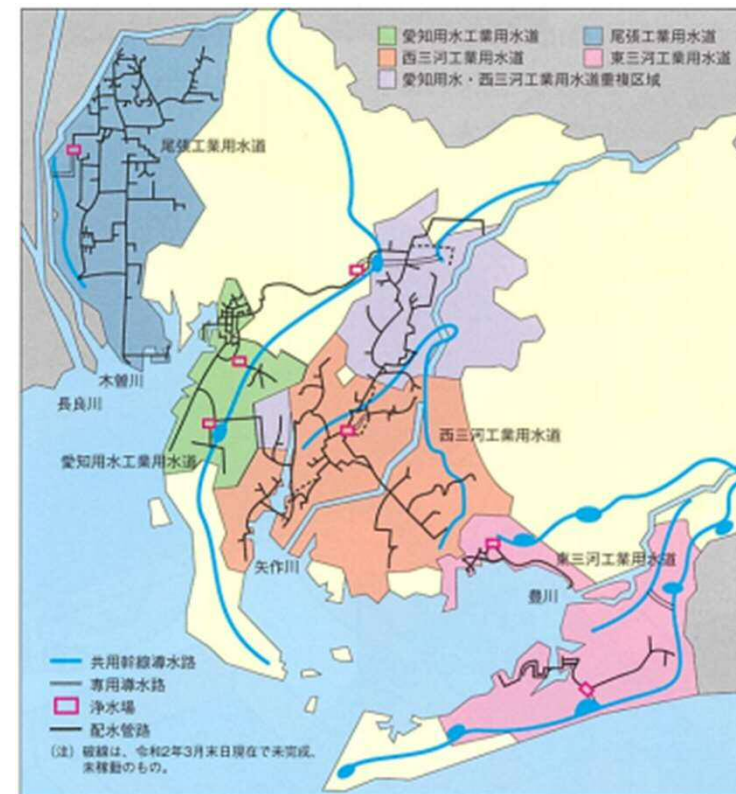 愛知用水工業用水道
尾張工業用水道
西三河工業用水道
東三河工業用水道
愛知用水・西三河工業用水道重複区域
尾張工業用水道
木曽川
長良川
愛知用水工業用水道
西三河工業用水道
矢作川
東三河工業用水道
豊川
共用幹線導水路
専用導水路
浄水場
配水管路
(注) 破線は、令和2年3月末日現在で未完成、
未稼動のもの。